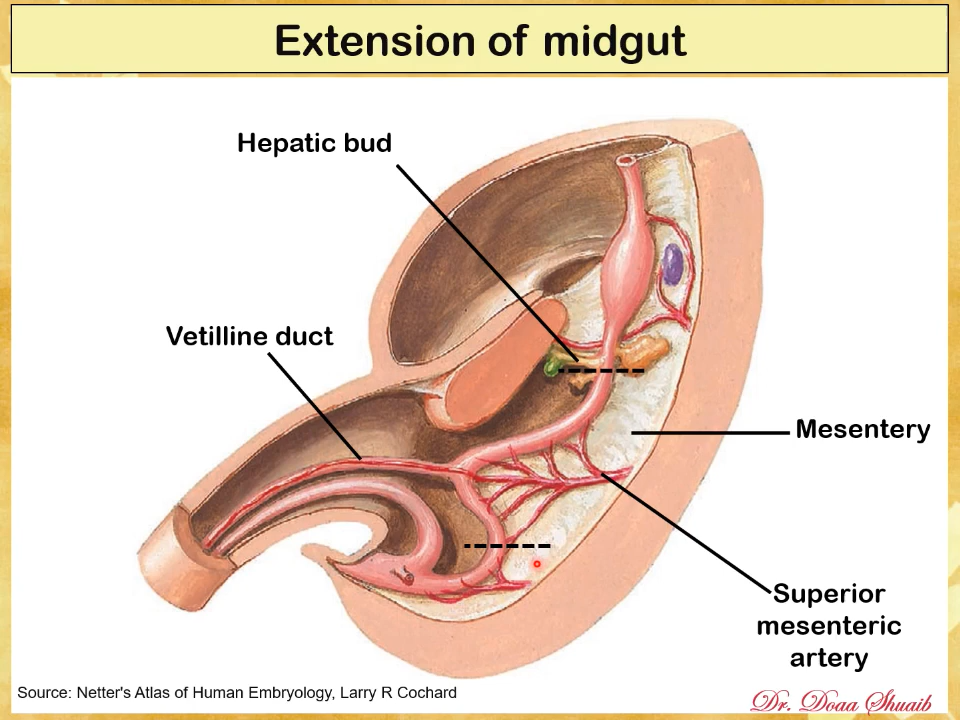 Extension of midgut
Hepatic bud
Vetilline duct
Mesentery
Superior
mesenteric
artery
Source: Netter's Atlas of Human Embryology, Larry R Cochard
Dr. Doaa Shuaib